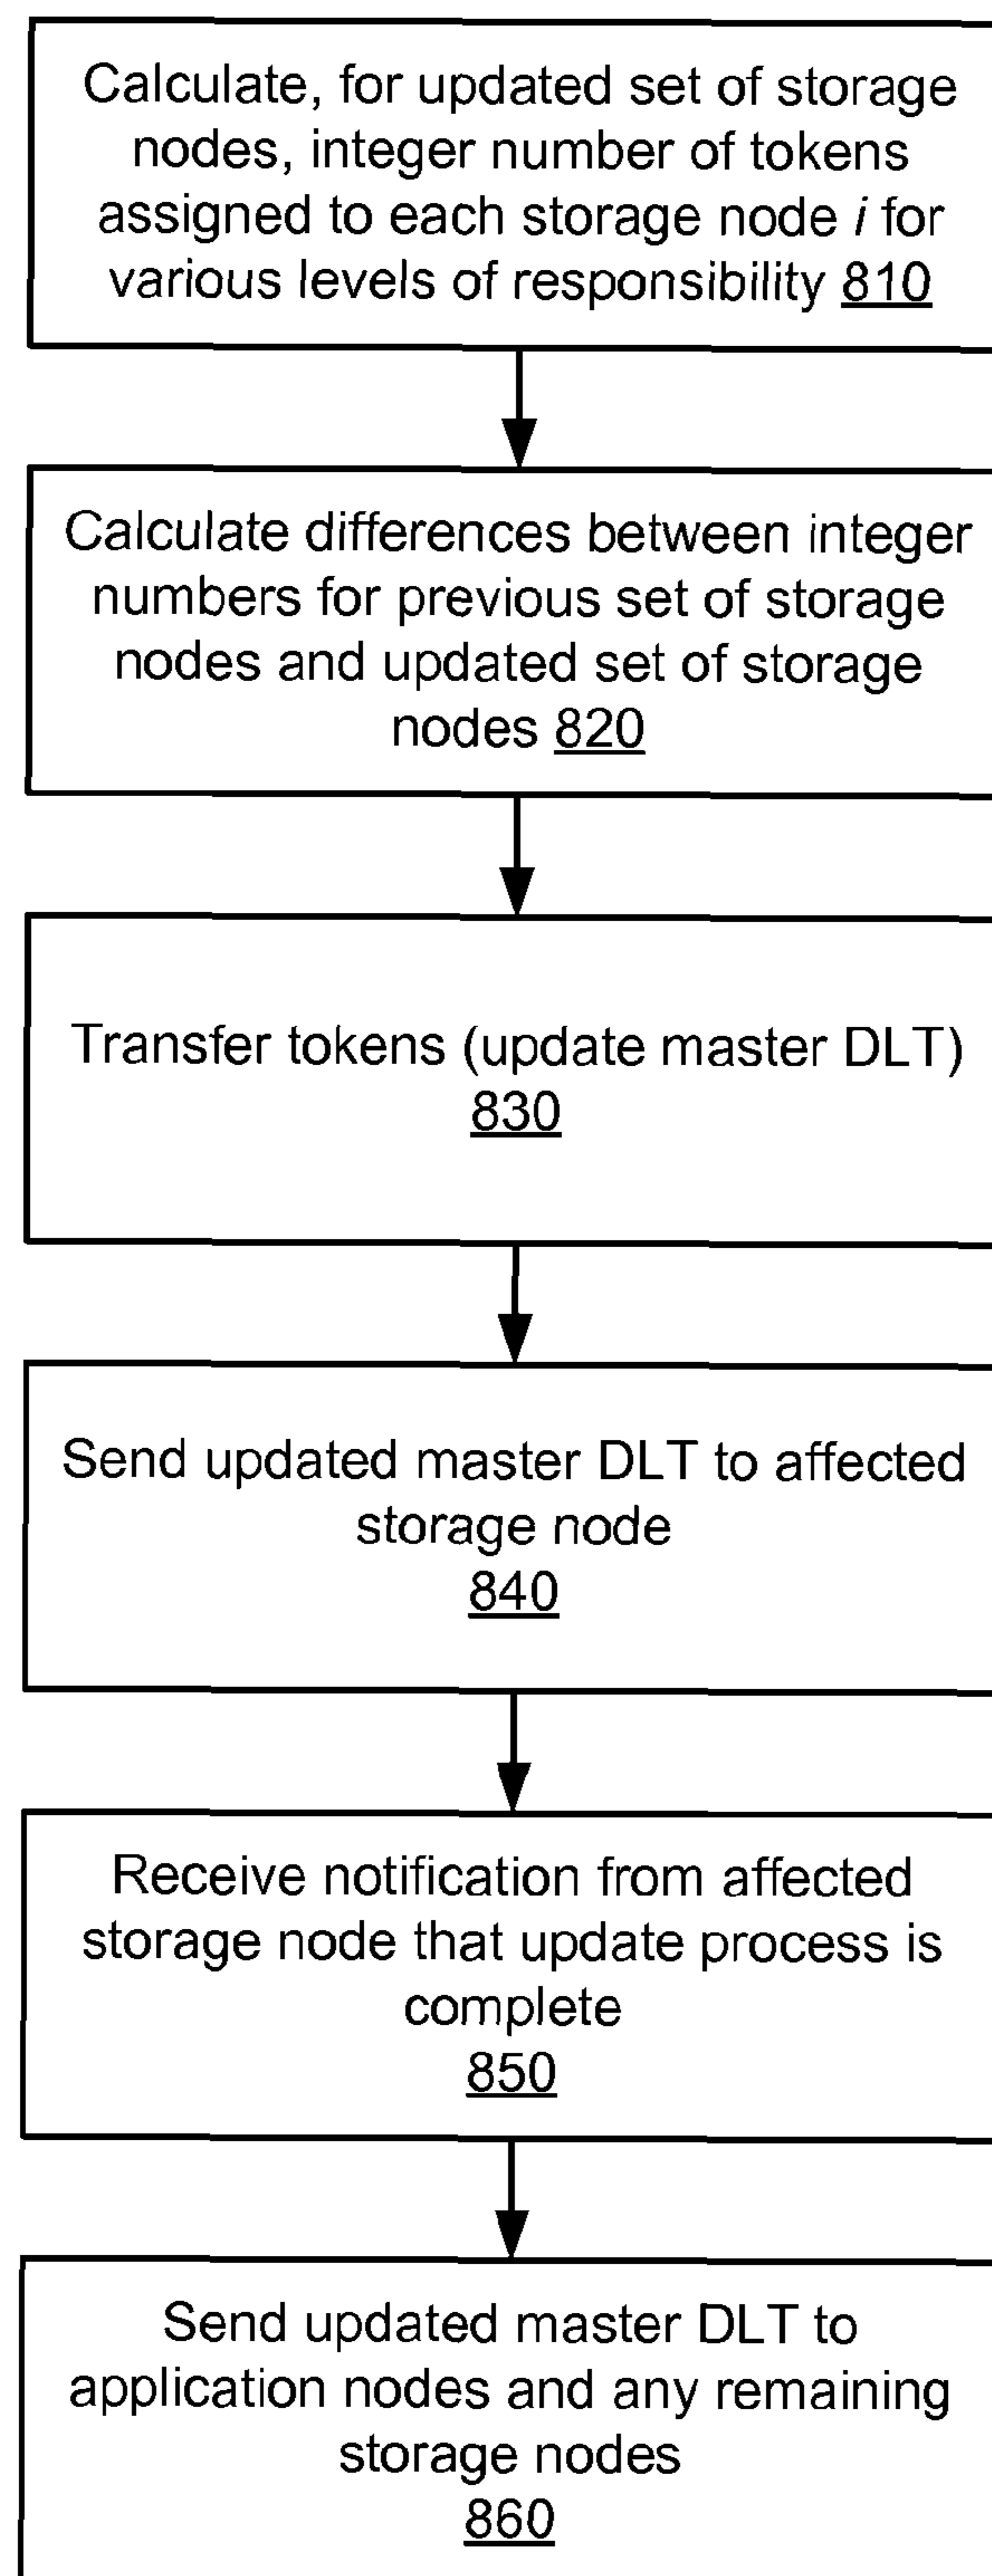 Calculate, for updated set of storage
nodes, integer number of tokens
assigned to each storage node i for
various levels of responsibility 810
Calculate differences between integer
numbers for previous set of storage
nodes and updated set of storage
nodes 820
Transfer tokens (update master DLT)
830
Send updated master DLT to affected
storage node
840
Receive notification from affected
storage node that update process is
complete
850
Send updated master DLT to
application nodes and any remaining
storage nodes
860